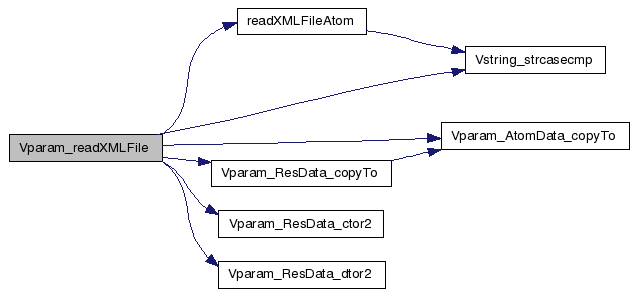 readXMLFileAtom
Vstring_strcasecmp
Vparam_readXMLFile
Vparam_AtomData_copyTo
Vparam_ResData_copyTo
Vparam_ResData_ctor2
Vparam_ResData_dtor2